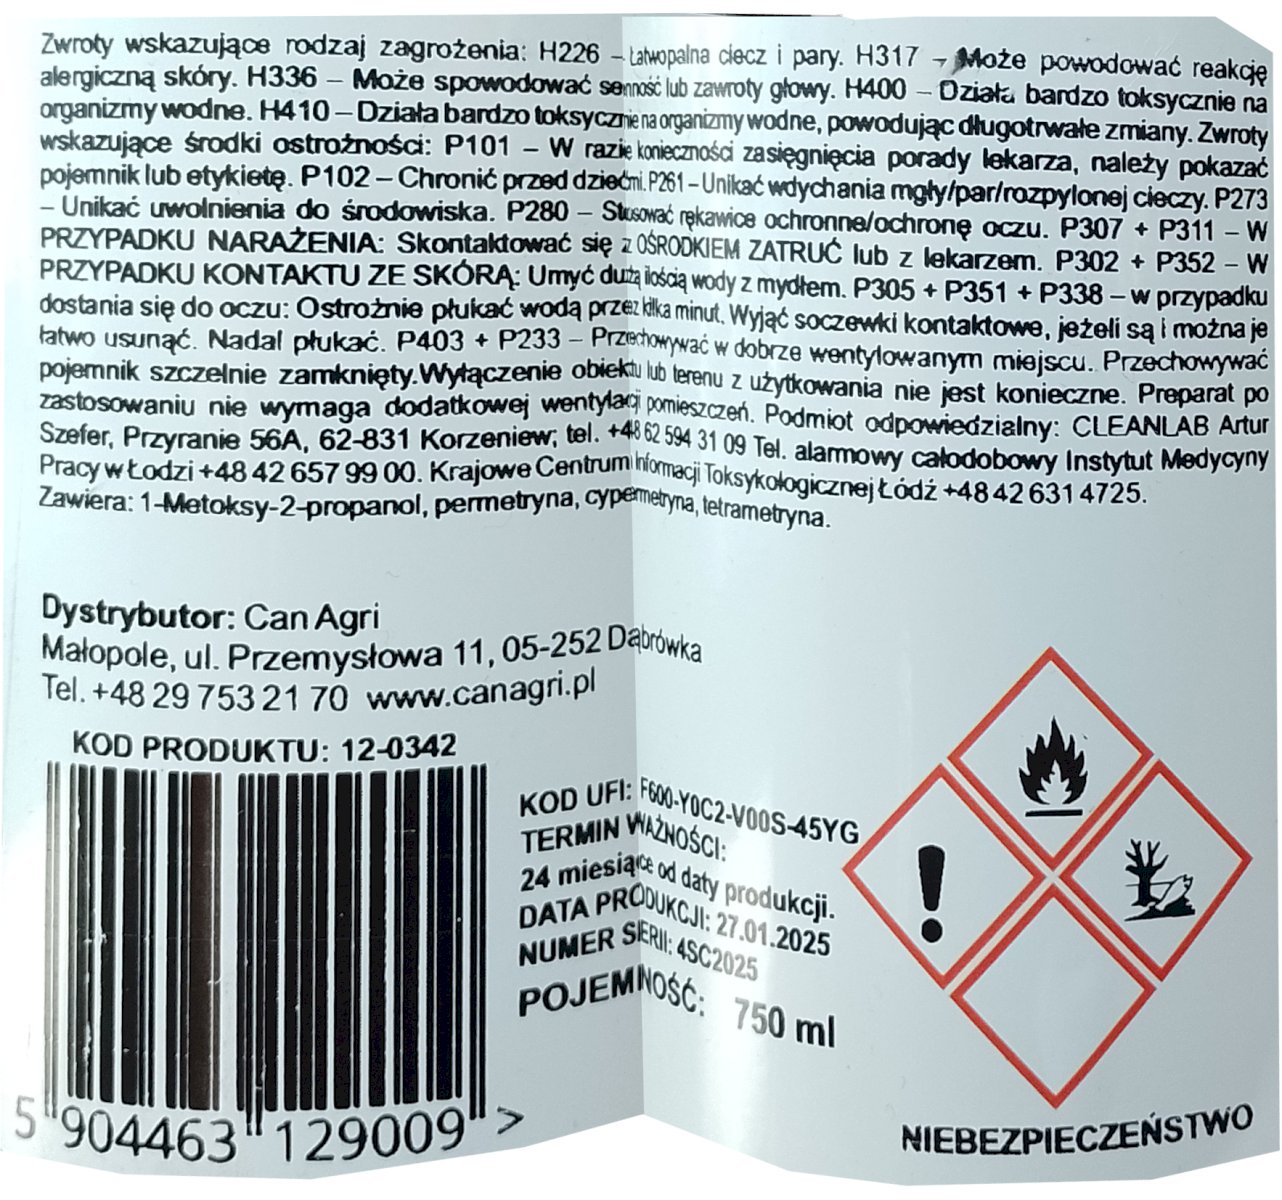 Zwroty wskazujące rodzaj zagrożenia: H226 – Łatwopalna ciecz i pary. H317 – Może powodować reakcję
alergiczną skóry. H336 – Może spowodować senność lub zawroty głowy. H400 – Działa bardzo toksycznie na
organizmy wodne. H410 – Działa bardzo toksycznie na organizmy wodne, powodując długotrwałe zmiany. Zwroty
wskazujące środki ostrożności: P101 – W razie konieczności zasięgnięcia porady lekarza, należy pokazać
pojemnik lub etykietę. P102 – Chronić przed dziećmi. P261 – Unikać wdychania mgły/par/rozpylonej cieczy. P273
– Unikać uwolnienia do środowiska. P280 – Stosować rękawice ochronne/ochronę oczu. P307 + P311 – W
PRZYPADKU NARAŻENIA: Skontaktować się z OŚRODKIEM ZATRUĆ lub z lekarzem. P302 + P352 – W
PRZYPADKU KONTAKTU ZE SKÓRĄ: Umyć dużą ilością wody z mydłem. P305 + P351 + P338 – w przypadku
dostania się do oczu: Ostrożnie płukać wodą przez kilka minut. Wyjąć soczewki kontaktowe, jeżeli są i można je
łatwo usunąć. Nadal płukać. P403 + P233 – Przechowywać w dobrze wentylowanym miejscu. Przechowywać
pojemnik szczelnie zamknięty. Wyłączenie obiektu lub terenu z użytkowania nie jest konieczne. Preparat po
zastosowaniu nie wymaga dodatkowej wentylacji pomieszczeń. Podmiot odpowiedzialny: CLEANLAB Artur
Szefer, Przyranie 56A, 62-831 Korzeniew; tel. +48 62 594 31 09 Tel. alarmowy całodobowy Instytut Medycyny
Pracy w Łodzi +48 42 657 99 00. Krajowe Centrum Informacji Toksykologicznej Łódź +48 42 631 4725.
Zawiera: 1-Metoksy-2-propanol, permetryna, cypermetryna, tetrametryna.
Dystrybutor: Can Agri
Małopole, ul. Przemysłowa 11, 05-252 Dąbrówka
Tel. +48 29 753 21 70 www.canagri.pl
KOD PRODUKTU: 12-0342
5 904463 129009 >
KOD UFI: F600-Y0C2-V00S-45YG
TERMIN WAŻNOŚCI:
24 miesiące od daty produkcji.
DATA PRODUKCJI: 27.01.2025
NUMER SERII: 4SC2025
POJEMNOŚĆ: 750 ml
NIEBEZPIECZEŃSTWO